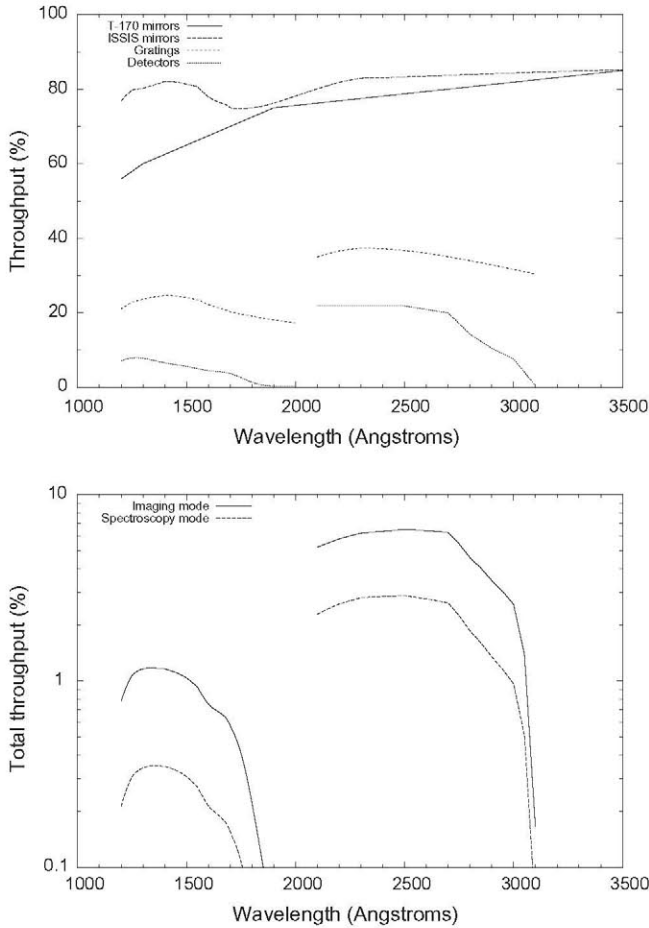 100
80
60
40
20
0
Throughput (%)
T-170 mirrors
ISSIS mirrors
Gratings
Detectors
1000 1500 2000 2500 3000 3500
Wavelength (Angstroms)
10
1
0.1
Total throughput (%)
Imaging mode
Spectroscopy mode
1000 1500 2000 2500 3000 3500
Wavelength (Angstroms)